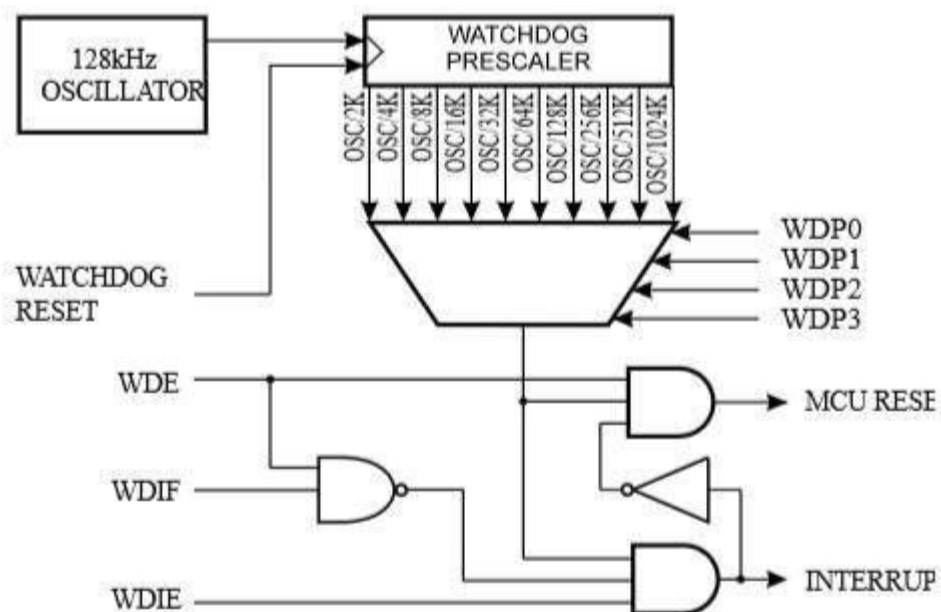 128kHz
OSCILLATOR
WATCHDOG
PRESCALER
OSC/2K
OSC/4K
OSC/8K
OSC/16K
OSC/32K
OSC/64K
OSC/128K
OSC/256K
OSC/512K
OSC/1024K
WDP0
WDP1
WDP2
WDP3
WATCHDOG
RESET
WDE
MCU RESE
WDIF
WDIE
INTERRUP